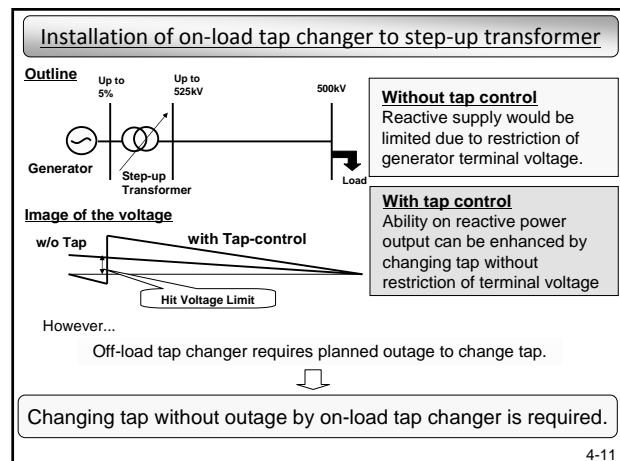 Installation of on-load tap changer to step-up transformer
Outline
Up to
5%
Up to
525kV
500kV
Generator
Step-up
Transformer
Load
Without tap control
Reactive supply would be
limited due to restriction of
generator terminal voltage.
With tap control
Ability on reactive power
output can be enhanced by
changing tap without
restriction of terminal voltage
Image of the voltage
w/o Tap
with Tap-control
Hit Voltage Limit
However...
Off-load tap changer requires planned outage to change tap.
Changing tap without outage by on-load tap changer is required.
4-11